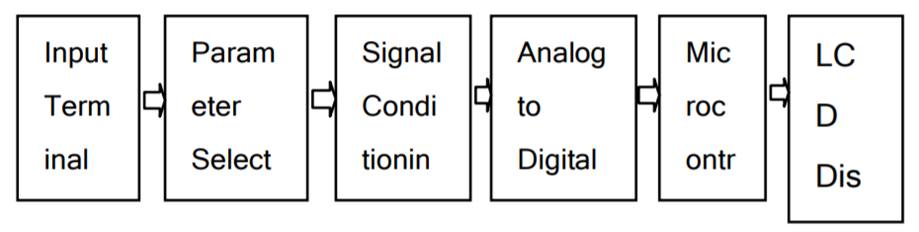 Input
Term
inal
Param
eter
Select
Signal
Condi
tionin
Analog
to
Digital
Mic
roc
ontr
LC
D
Dis